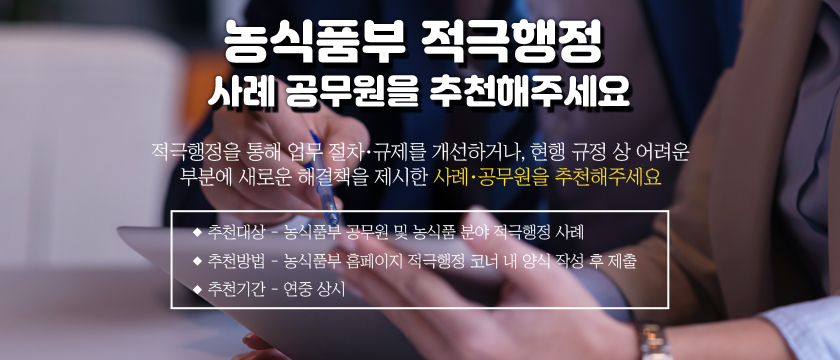 농식품부 적극행정
사례 공무원을 추천해주세요
적극행정을 통해 업무 절차·규제를 개선하거나, 현행 규정 상 어려운
부분에 새로운 해결책을 제시한 사례·공무원을 추천해주세요
◆ 추천대상 - 농식품부 공무원 및 농식품 분야 적극행정 사례
◆ 추천방법 - 농식품부 홈페이지 적극행정 코너 내 양식 작성 후 제출
◆ 추천기간 - 연중 상시